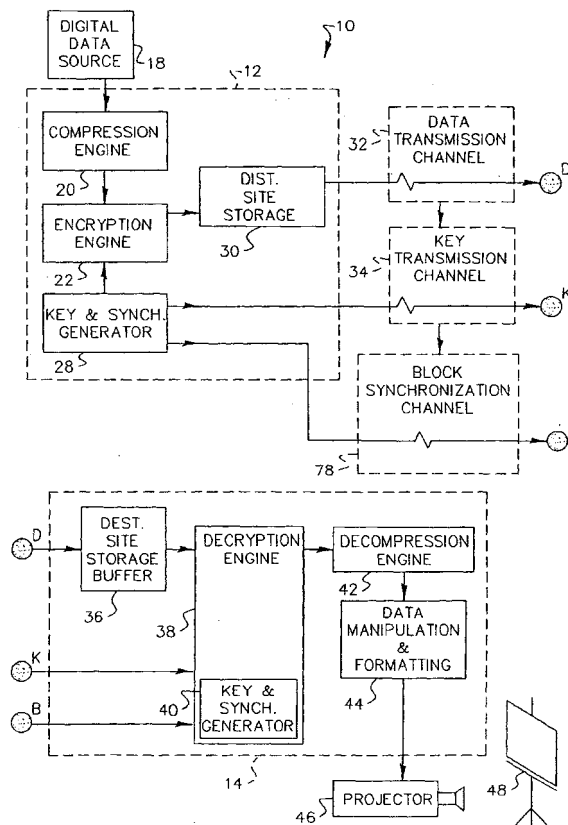 DIGITAL
DATA
SOURCE
18
10
12
COMPRESSION
ENGINE
20
ENCRYPTION
ENGINE
22
KEY & SYNCH.
GENERATOR
28
DIST.
SITE
STORAGE
30
DATA
TRANSMISSION
CHANNEL
32
D
KEY
TRANSMISSION
CHANNEL
34
K
BLOCK
SYNCHRONIZATION
CHANNEL
78
D
DEST.
SITE
STORAGE
BUFFER
36
DECRYPTION
ENGINE
38
DECOMPRESSION
ENGINE
42
DATA
MANIPULATION
&
FORMATTING
44
K
40
KEY &
SYNCH.
GENERATOR
B
14
PROJECTOR
46
48